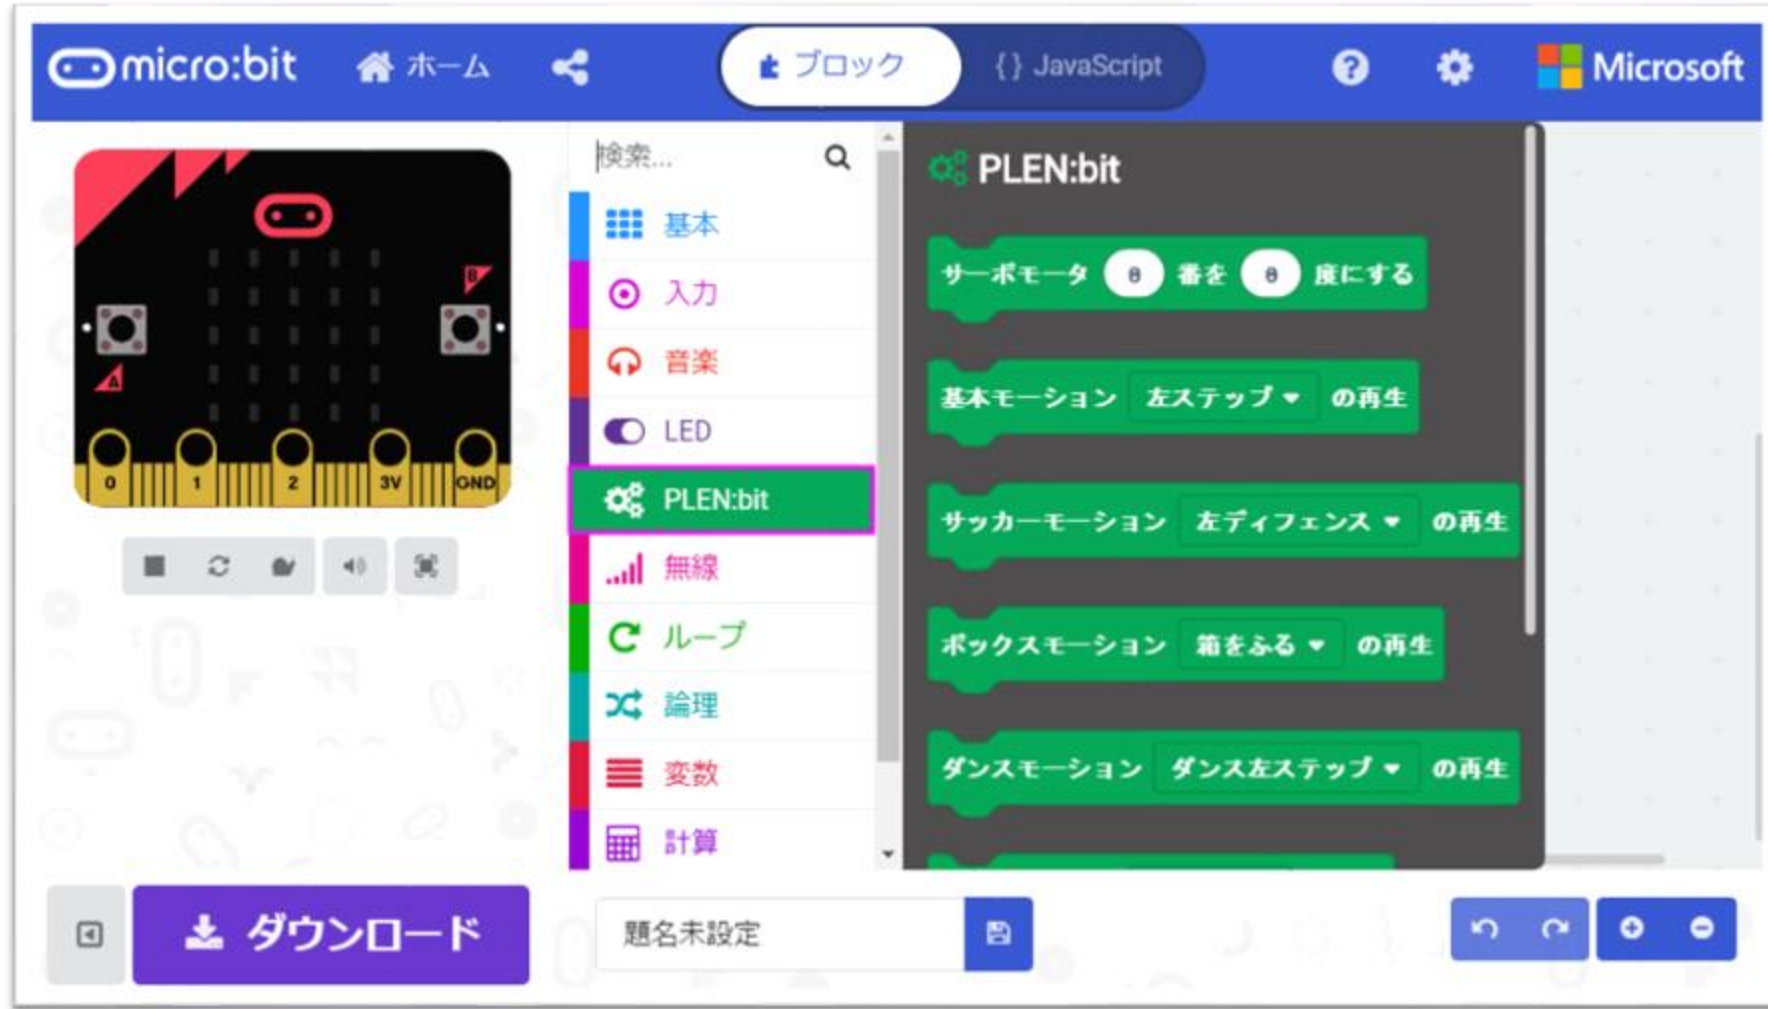 micro:bit ホーム ブロック {} JavaScript Microsoft
検索...
基本
入力
音楽
LED
PLEN:bit
無線
ループ
論理
変数
計算
B
A
0 1 2 3V GND
PLEN:bit
サーボモータ 0 番を 0 度にする
基本モーション 左ステップ の再生
サッカーモーション 左ディフェンス の再生
ボックスモーション 箱をふる の再生
ダンスモーション ダンス左ステップ の再生
ダウンロード
題名未設定